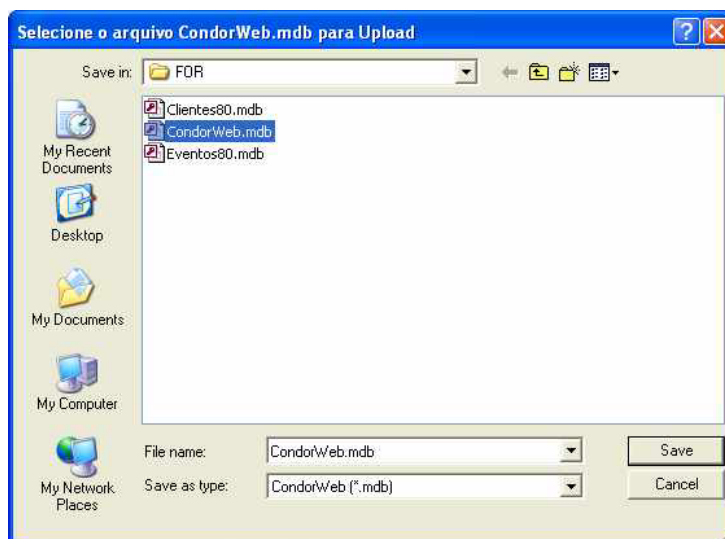 Selecione o arquivo CondorWeb.mdb para Upload
Save in: FOR
Clientes80.mdb
CondorWeb.mdb
Eventos80.mdb
My Recent
Documents
Desktop
My Documents
My Computer
My Network
Places
File name: CondorWeb.mdb Save
Save as type: CondorWeb (*.mdb) Cancel